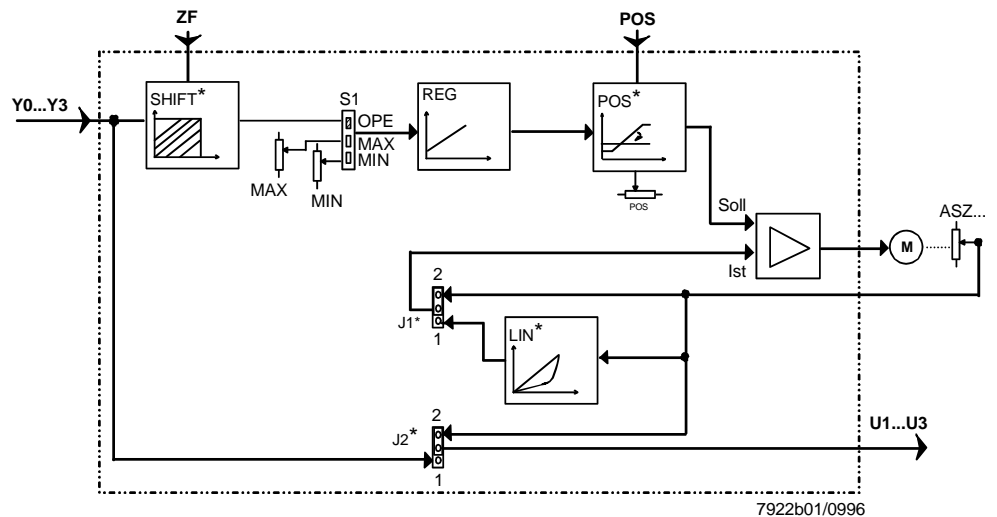 ZF
POS
Y0...Y3
SHIFT*
S1
OPE
MAX
MIN
REG
POS*
MAX
MIN
POS
Soll
Ist
ASZ...
M
2
J1*
1
LIN*
2
J2*
1
U1...U3
7922b01/0996